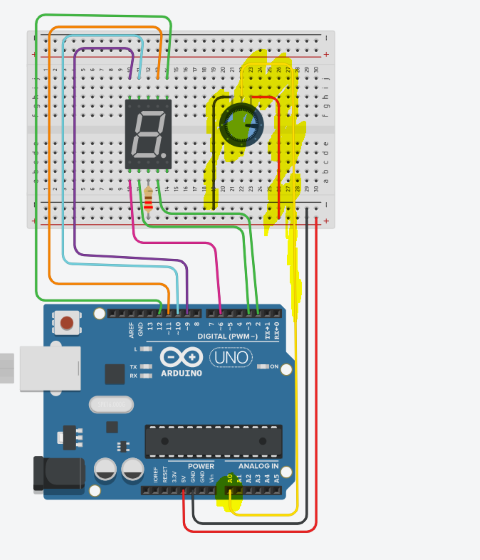 j
i
h
g
f
e
d
c
b
a
AREF
GND
13
12
~11
~10
~9
8
7
~6
~5
4
~3
2
TX→1
RX←0
DIGITAL (PWM~)
L
TX
RX
UNO
ON
ARDUINO
POWER
ANALOG IN
IOREF
RESET
3.3V
5V
GND
GND
Vin
A0
A1
A2
A3
A4
A5